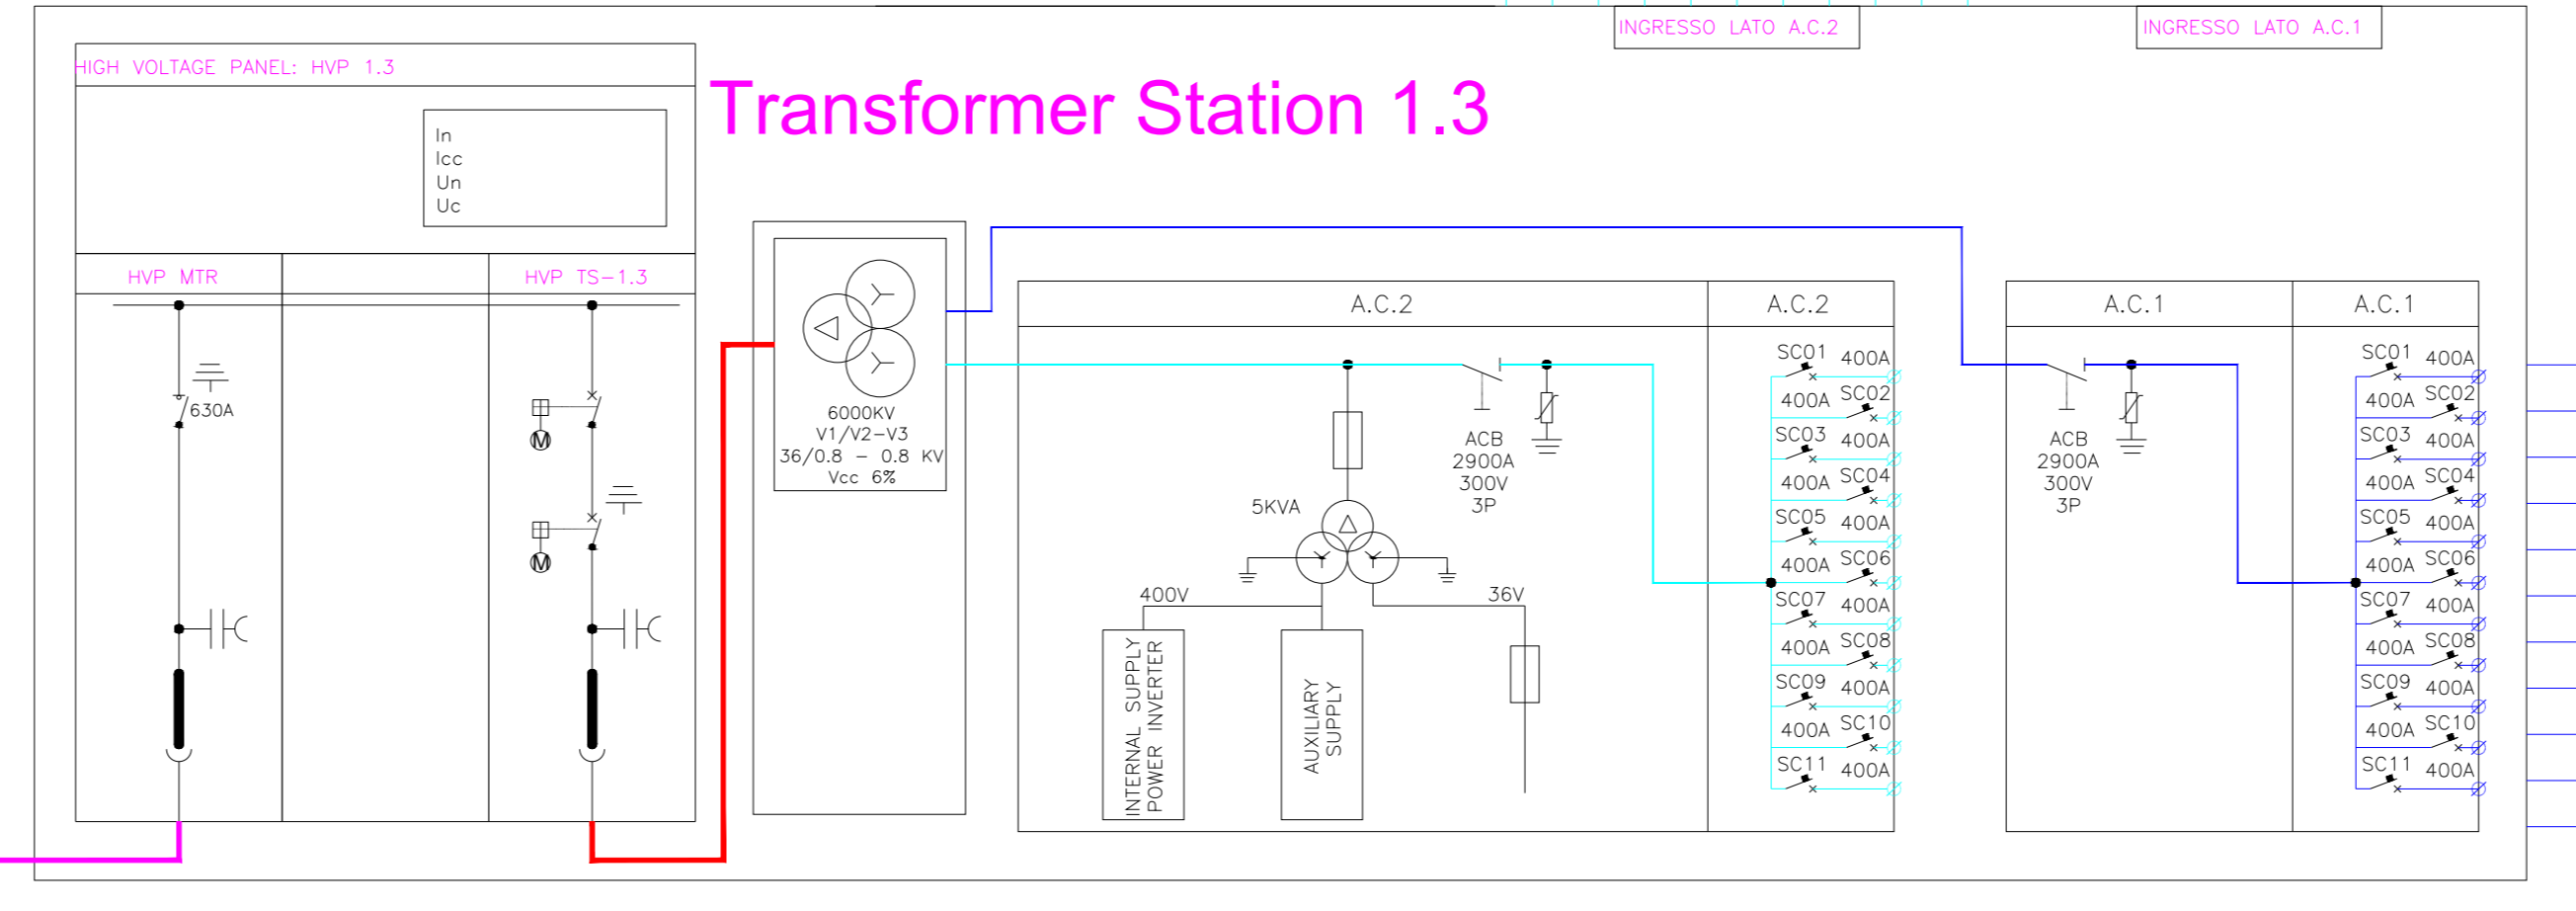 INGRESSO LATO A.C.2
INGRESSO LATO A.C.1
HIGH VOLTAGE PANEL: HVP 1.3
Transformer Station 1.3
In
Icc
Un
Uc
HVP MTR
HVP TS-1.3
630A
M
M
6000KV
V1/V2-V3
36/0.8 - 0.8 KV
Vcc 6%
A.C.2
5KVA
400V
36V
INTERNAL SUPPLY
POWER INVERTER
AUXILIARY
SUPPLY
ACB
2900A
300V
3P
A.C.2
SC01 400A
400A SC02
SC03 400A
400A SC04
SC05 400A
400A SC06
SC07 400A
400A SC08
SC09 400A
400A SC10
SC11 400A
A.C.1
ACB
2900A
300V
3P
A.C.1
SC01 400A
400A SC02
SC03 400A
400A SC04
SC05 400A
400A SC06
SC07 400A
400A SC08
SC09 400A
400A SC10
SC11 400A